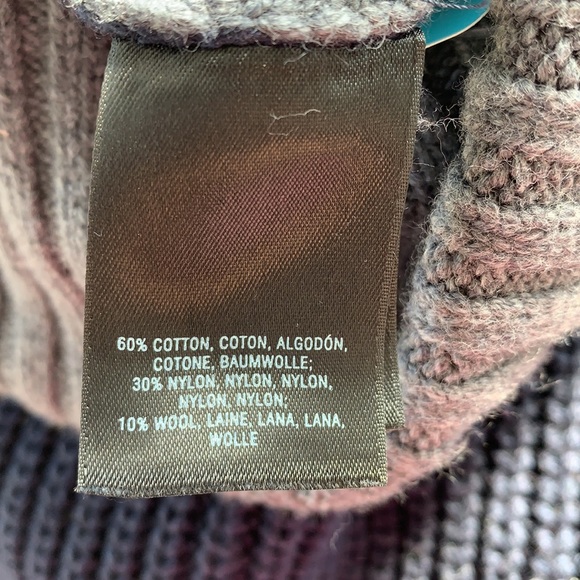 60% COTTON, COTON, ALGODÓN,
COTONE, BAUMWOLLE;
30% NYLON, NYLON, NYLON,
NYLON, NYLON.
10% WOOL, LAINE, LANA, LANA,
WOLLE